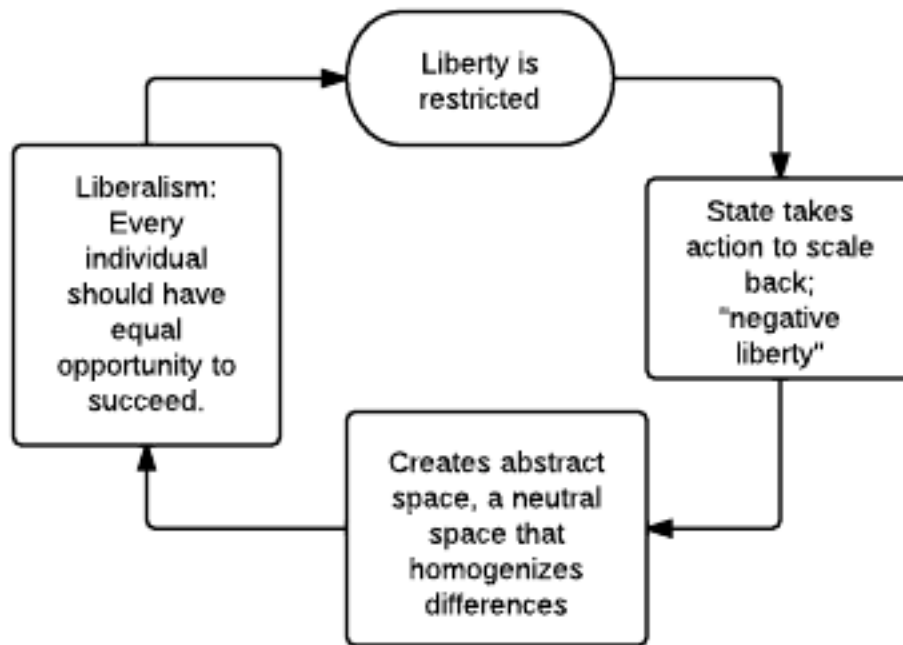 Liberty is
restricted
State takes
action to scale
back;
"negative
liberty"
Creates abstract
space, a neutral
space that
homogenizes
differences
Liberalism:
Every
individual
should have
equal
opportunity to
succeed.